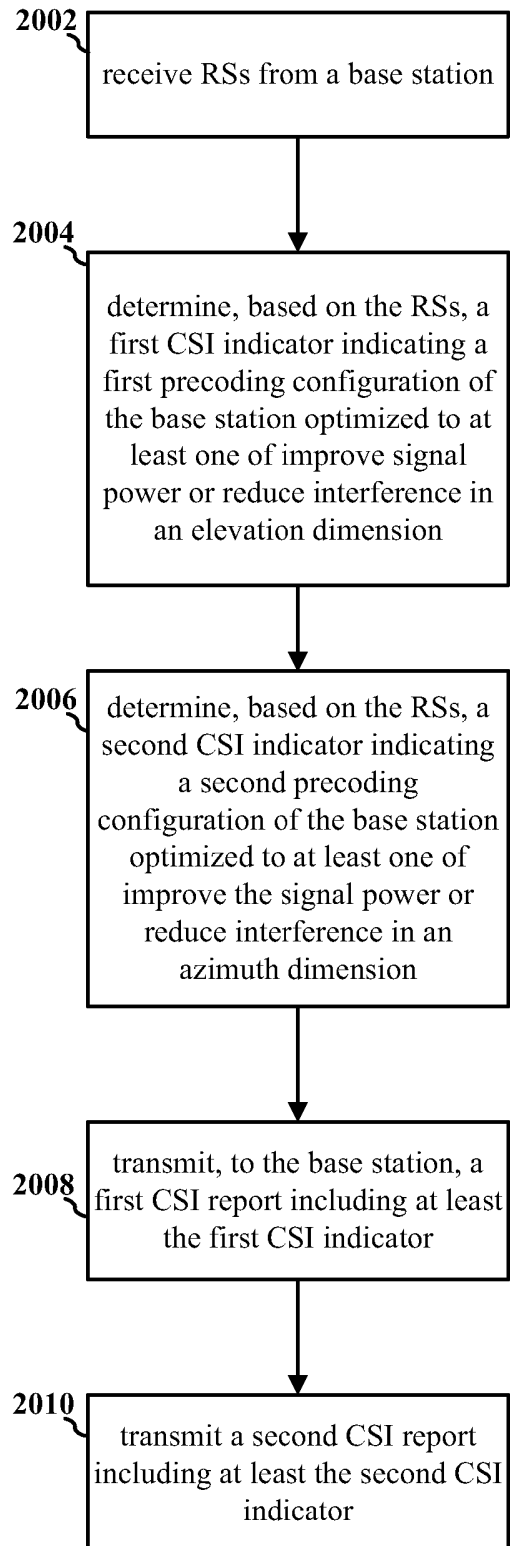 2002
receive RSs from a base station
2004
determine, based on the RSs, a
first CSI indicator indicating a
first precoding configuration of
the base station optimized to at
least one of improve signal
power or reduce interference in
an elevation dimension
2006
determine, based on the RSs, a
second CSI indicator indicating
a second precoding
configuration of the base station
optimized to at least one of
improve the signal power or
reduce interference in an
azimuth dimension
2008
transmit, to the base station, a
first CSI report including at least
the first CSI indicator
2010
transmit a second CSI report
including at least the second CSI
indicator